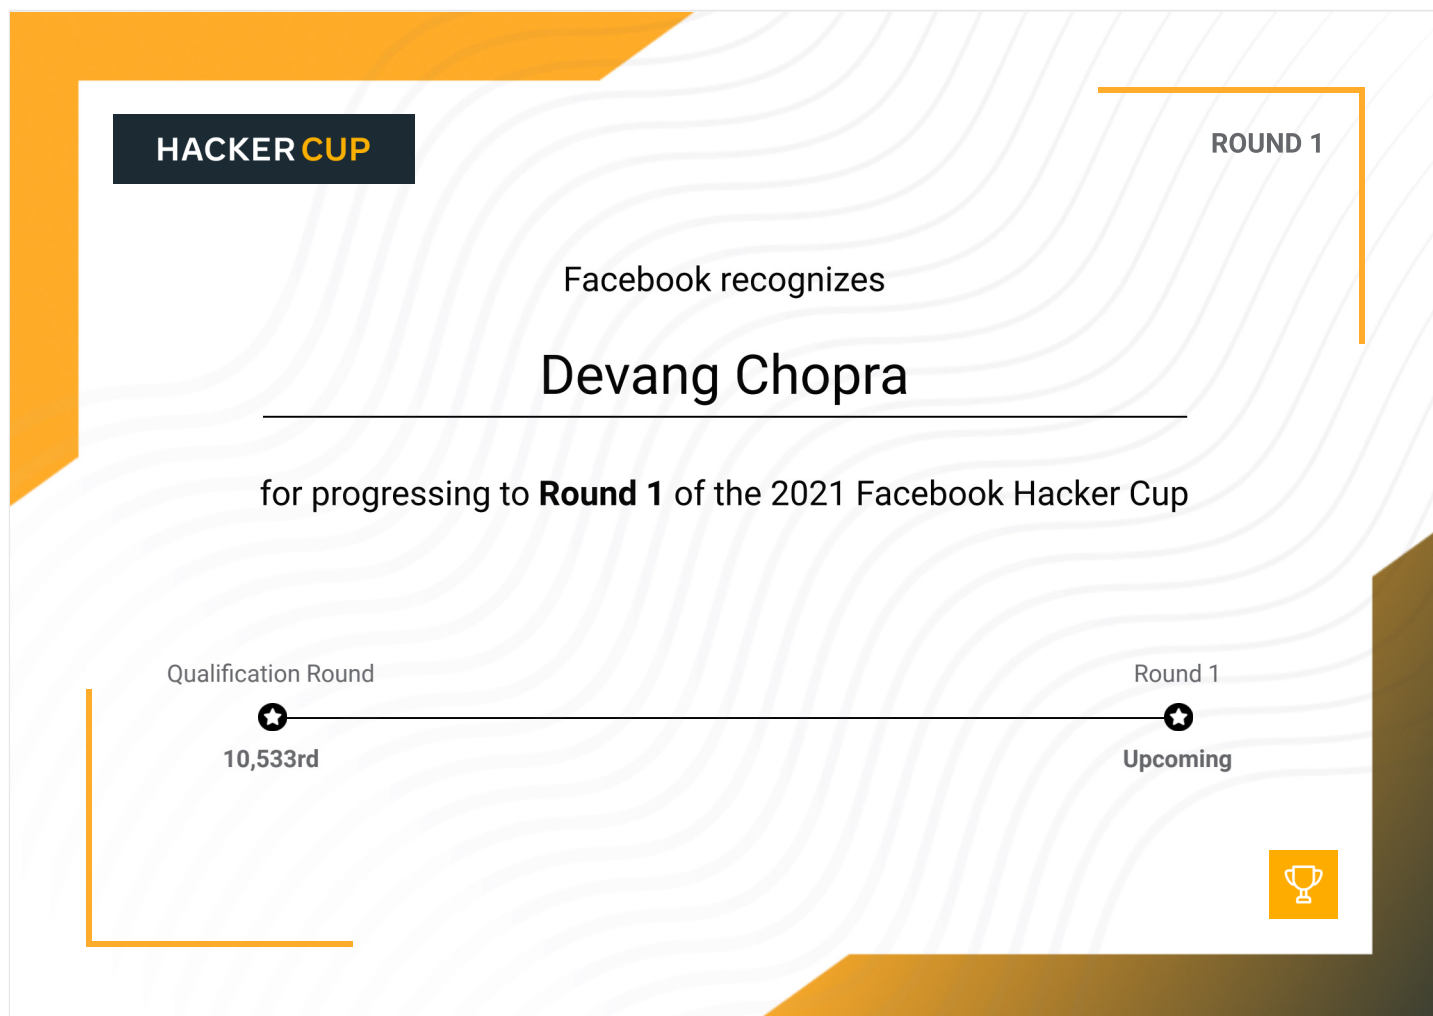 HACKER CUP
ROUND 1
Facebook recognizes
Devang Chopra
for progressing to Round 1 of the 2021 Facebook Hacker Cup
Qualification Round
Round 1
10,533rd
Upcoming